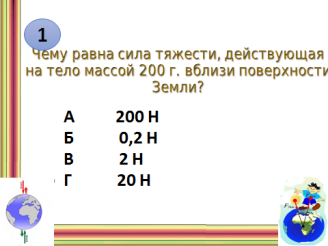 1
Чему равна сила тяжести, действующая
на тело массой 200 г. вблизи поверхности
Земли?
А 200 Н
Б 0,2 Н
В 2 Н
Г 20 Н